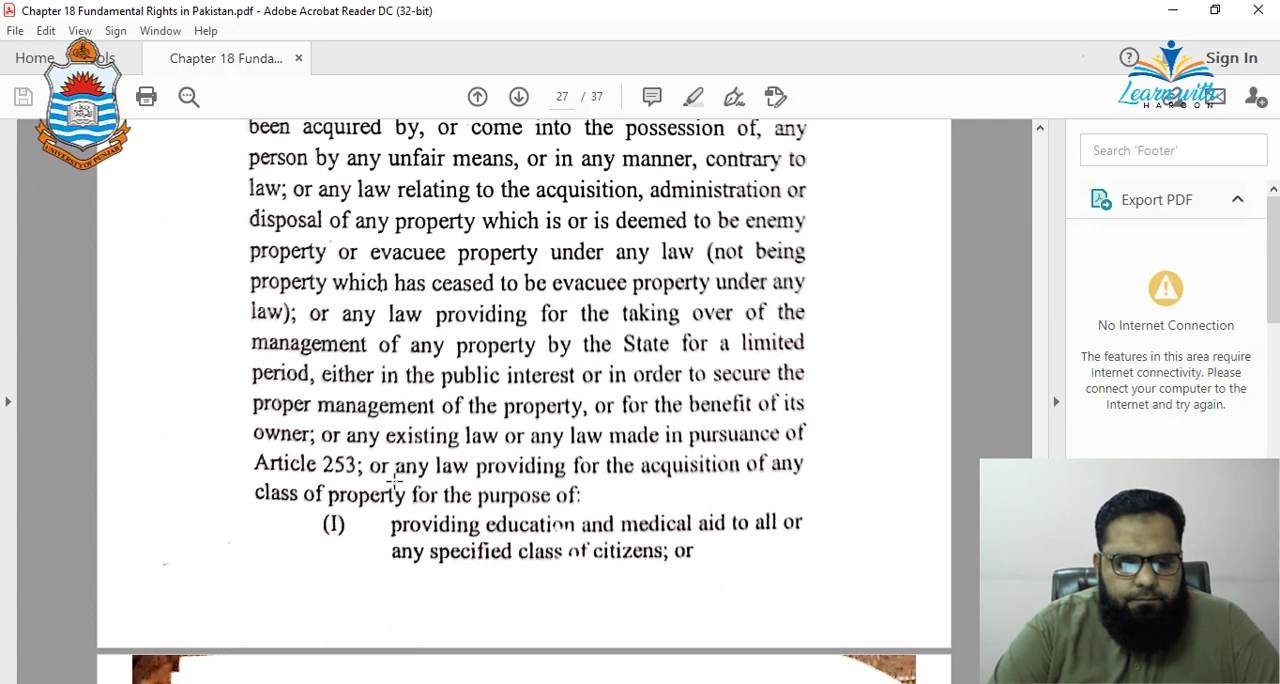 Chapter 18 Fundamental Rights in Pakistan.pdf - Adobe Acrobat Reader DC (32-bit)
File Edit View Sign Window Help
Home
Chapter 18 Funda... ×
Sign In
27 / 37
Learn with
HAROON
UNIVERSITY OF PUNJAB
Search 'Footer'
Export PDF
No Internet Connection
The features in this area require
Internet connectivity. Please
connect your computer to the
Internet and try again.
been acquired by, or come into the possession of, any
person by any unfair means, or in any manner, contrary to
law; or any law relating to the acquisition, administration or
disposal of any property which is or is deemed to be enemy
property or evacuee property under any law (not being
property which has ceased to be evacuee property under any
law); or any law providing for the taking over of the
management of any property by the State for a limited
period, either in the public interest or in order to secure the
proper management of the property, or for the benefit of its
owner; or any existing law or any law made in pursuance of
Article 253; or any law providing for the acquisition of any
class of property for the purpose of:
(I) providing education and medical aid to all or
any specified class of citizens; or